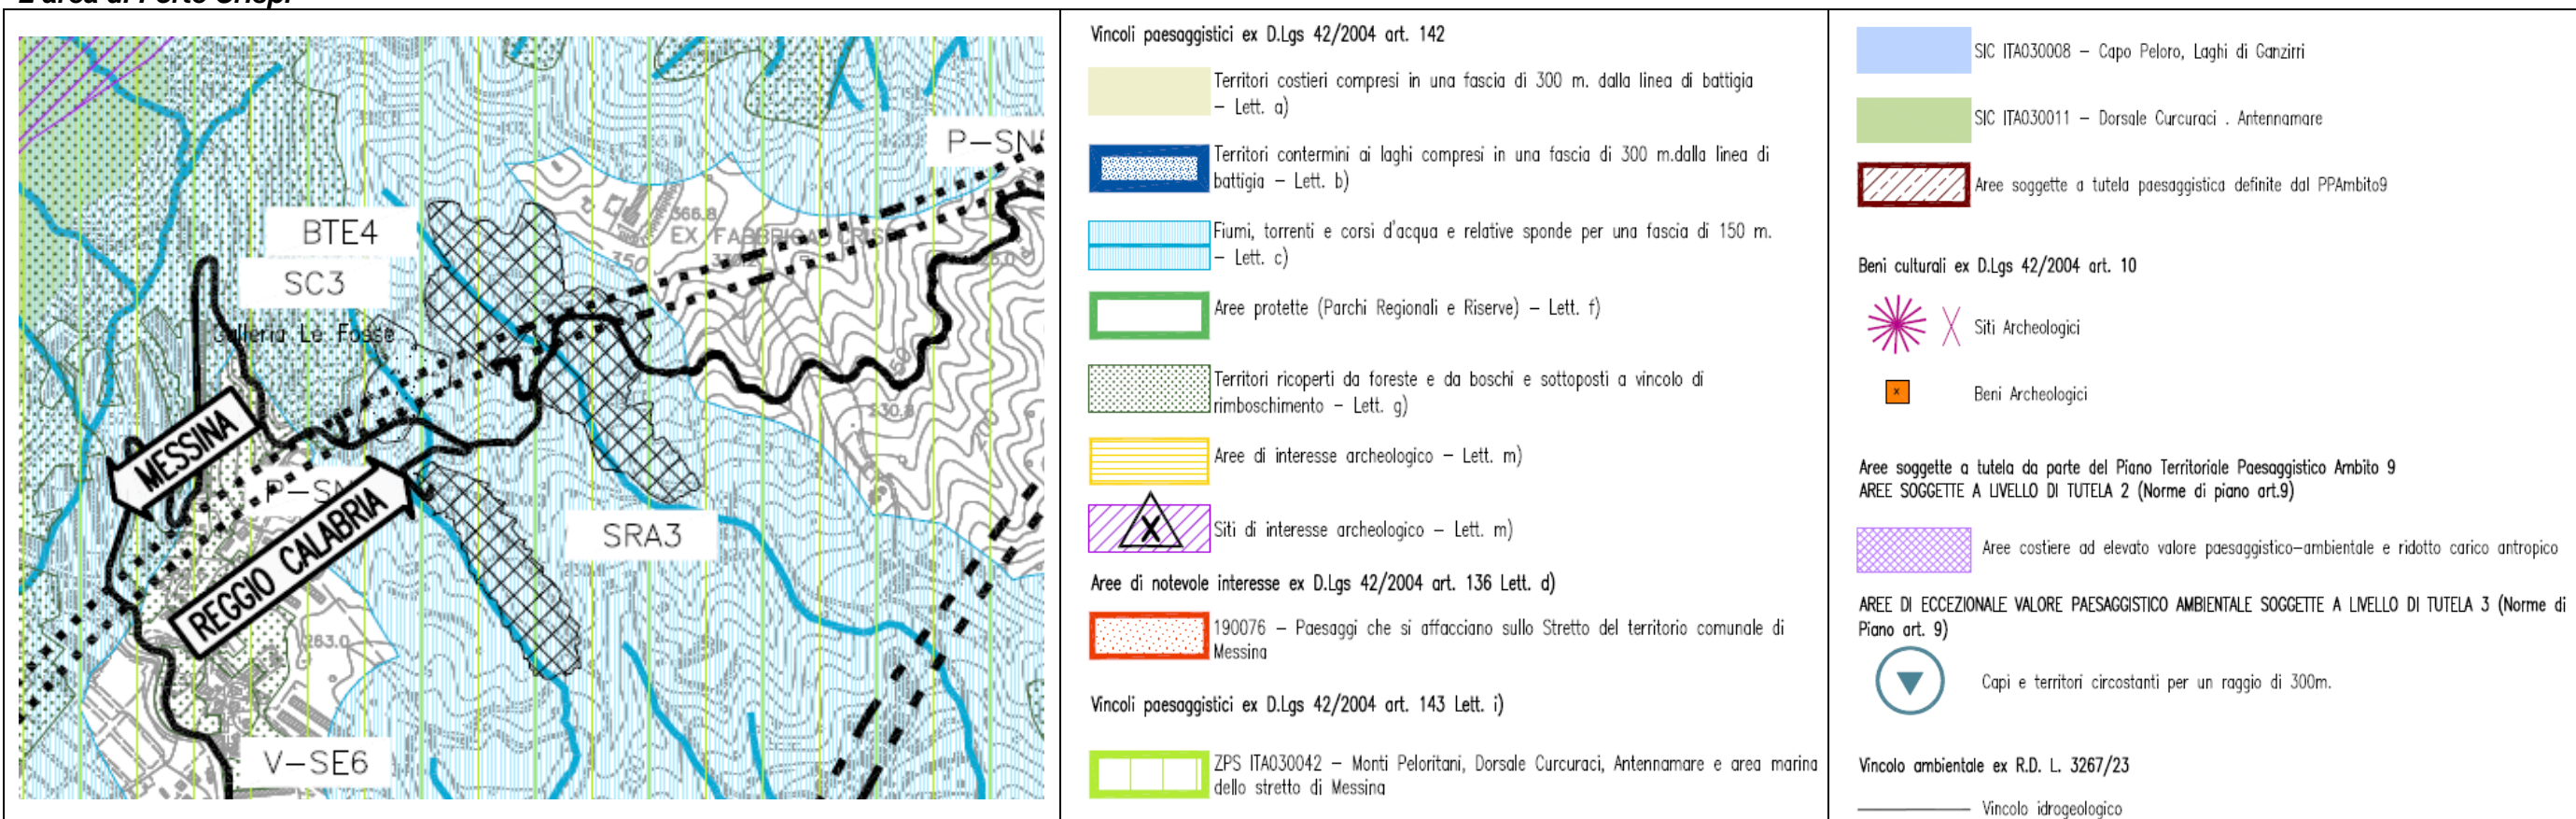 L'area di Forte Crispi
P-SN
BTE4
366.8
EX FABBRICA
350
SC3
Galleria Le Fosse
MESSINA
230.8
P-SN
REGGIO CALABRIA
SRA3
283.0
V-SE6
Vincoli paesaggistici ex D.Lgs 42/2004 art. 142
Territori costieri compresi in una fascia di 300 m. dalla linea di battigia
– Lett. a)
Territori contermini ai laghi compresi in una fascia di 300 m.dalla linea di
battigia – Lett. b)
Fiumi, torrenti e corsi d'acqua e relative sponde per una fascia di 150 m.
– Lett. c)
Aree protette (Parchi Regionali e Riserve) – Lett. f)
Territori ricoperti da foreste e da boschi e sottoposti a vincolo di
rimboschimento – Lett. g)
Aree di interesse archeologico – Lett. m)
X
Siti di interesse archeologico – Lett. m)
Aree di notevole interesse ex D.Lgs 42/2004 art. 136 Lett. d)
190076 – Paesaggi che si affacciano sullo Stretto del territorio comunale di
Messina
Vincoli paesaggistici ex D.Lgs 42/2004 art. 143 Lett. i)
ZPS ITA030042 – Monti Peloritani, Dorsale Curcuraci, Antennamare e area marina
dello stretto di Messina
SIC ITA030008 – Capo Peloro, Laghi di Ganzirri
SIC ITA030011 – Dorsale Curcuraci . Antennamare
Aree soggette a tutela paesaggistica definite dal PPAmbito9
Beni culturali ex D.Lgs 42/2004 art. 10
Siti Archeologici
x
Beni Archeologici
Aree soggette a tutela da parte del Piano Territoriale Paesaggistico Ambito 9
AREE SOGGETTE A LIVELLO DI TUTELA 2 (Norme di piano art.9)
Aree costiere ad elevato valore paesaggistico-ambientale e ridotto carico antropico
AREE DI ECCEZIONALE VALORE PAESAGGISTICO AMBIENTALE SOGGETTE A LIVELLO DI TUTELA 3 (Norme di
Piano art. 9)
Capi e territori circostanti per un raggio di 300m.
Vincolo ambientale ex R.D. L. 3267/23
Vincolo idrogeologico